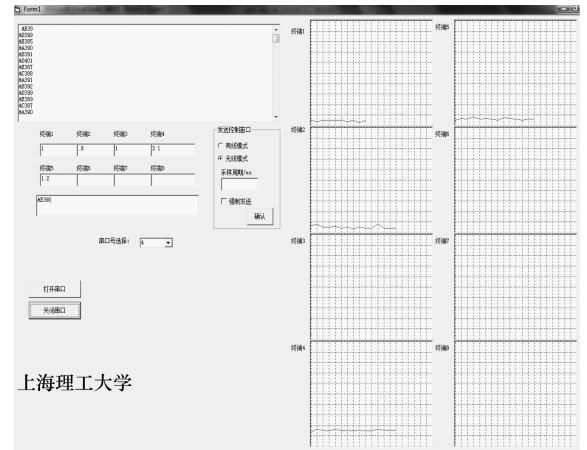 Form1
#B39
#D399
#E385
#A390
#B391
#D401
#E387
#C388
#A391
#B392
#D399
#E389
#C387
#A390
终端1 终端2 终端3 终端4
1 .8 1 3.1
终端5 终端6 终端7 终端8
1.2
#E390
发送控制窗口
有线模式
无线模式
采样周期/ms
强制发送
确认
串口号选择: 4
打开串口
关闭串口
上海理工大学
终端1
终端2
终端3
终端4
终端5
终端6
终端7
终端8